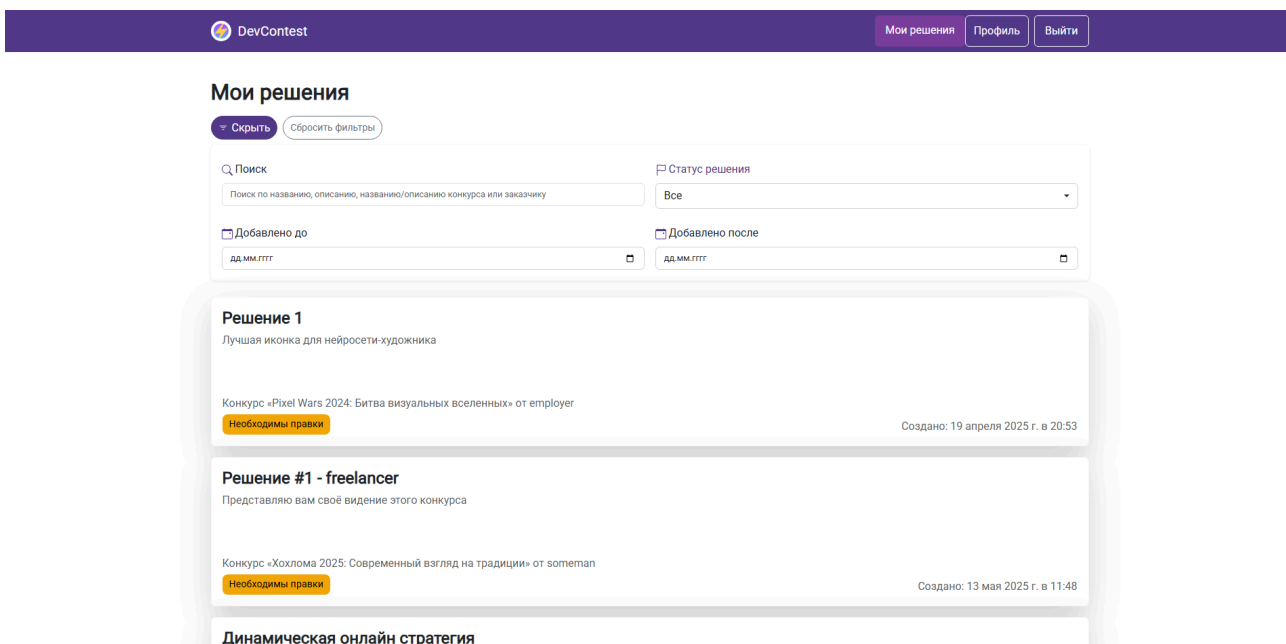 DevContest
Мои решения Профиль Выйти
Мои решения
Скрыть Сбросить фильтры
Поиск Статус решения
Поиск по названию, описанию, названию/описанию конкурса или заказчику Все
Добавлено до Добавлено после
дд.мм.гггг дд.мм.гггг
Решение 1
Лучшая иконка для нейросети-художника
Конкурс «Pixel Wars 2024: Битва визуальных вселенных» от employer
Необходимы правки
Создано: 19 апреля 2025 г. в 20:53
Решение #1 - freelancer
Представляю вам своё видение этого конкурса
Конкурс «Хохлома 2025: Современный взгляд на традиции» от someman
Необходимы правки
Создано: 13 мая 2025 г. в 11:48
Динамическая онлайн стратегия